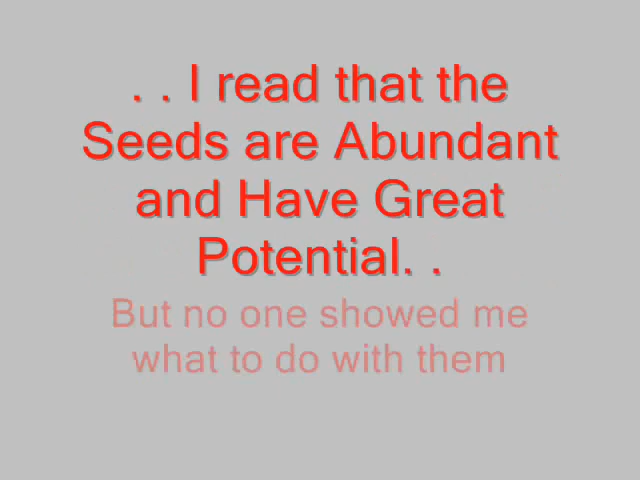 . . I read that the
Seeds are Abundant
and Have Great
Potential. .
But no one showed me
what to do with them